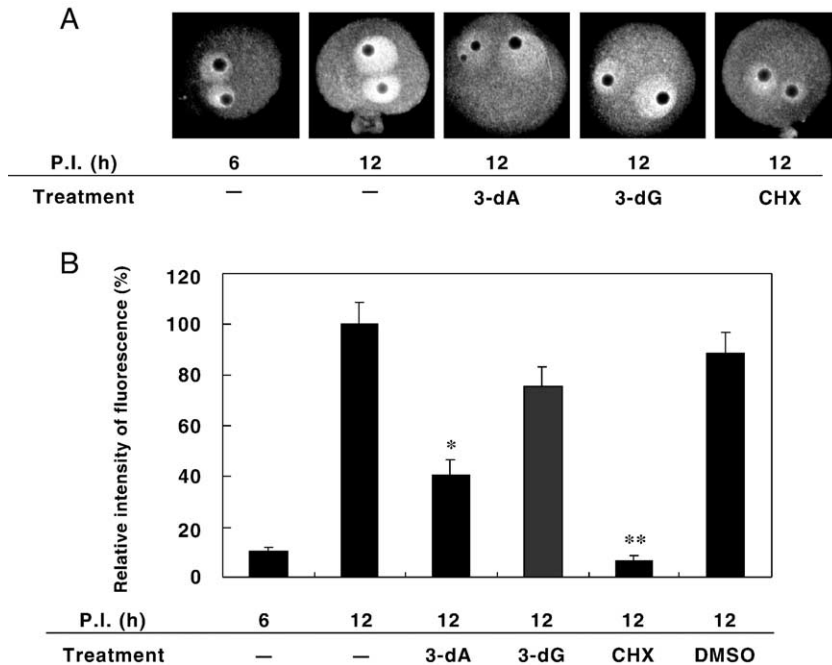 A
P.I. (h) 6 12 12 12 12
Treatment — — 3-dA 3-dG CHX
B
Relative intensity of fluorescence (%)
120
100
80
60
40
20
0
*
**
P.I. (h) 6 12 12 12 12 12
Treatment — — 3-dA 3-dG CHX DMSO